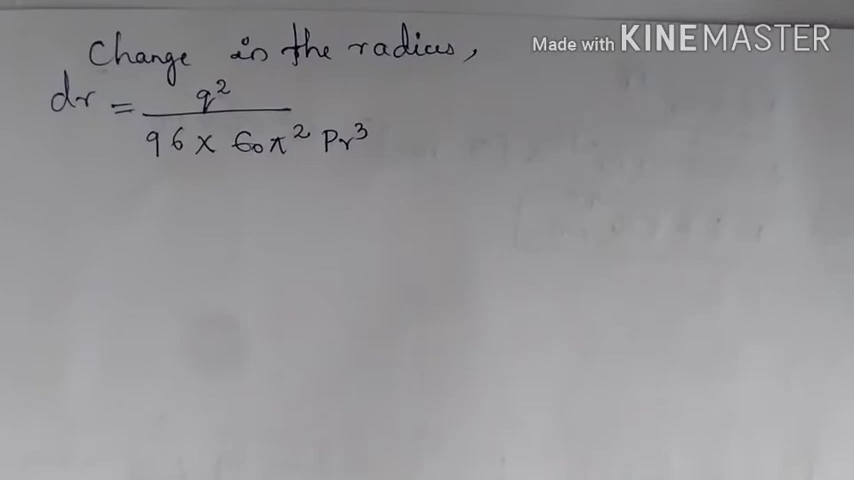 Change in the radius,
Made with KINEMASTER
dr = q²
96 × ϵ₀π² Pr³